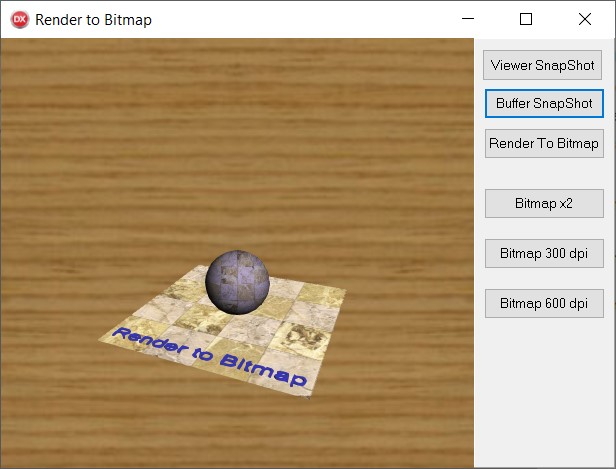 DX Render to Bitmap
Viewer SnapShot
Buffer SnapShot
Render To Bitmap
Bitmap x2
Bitmap 300 dpi
Bitmap 600 dpi
Render to Bitmap